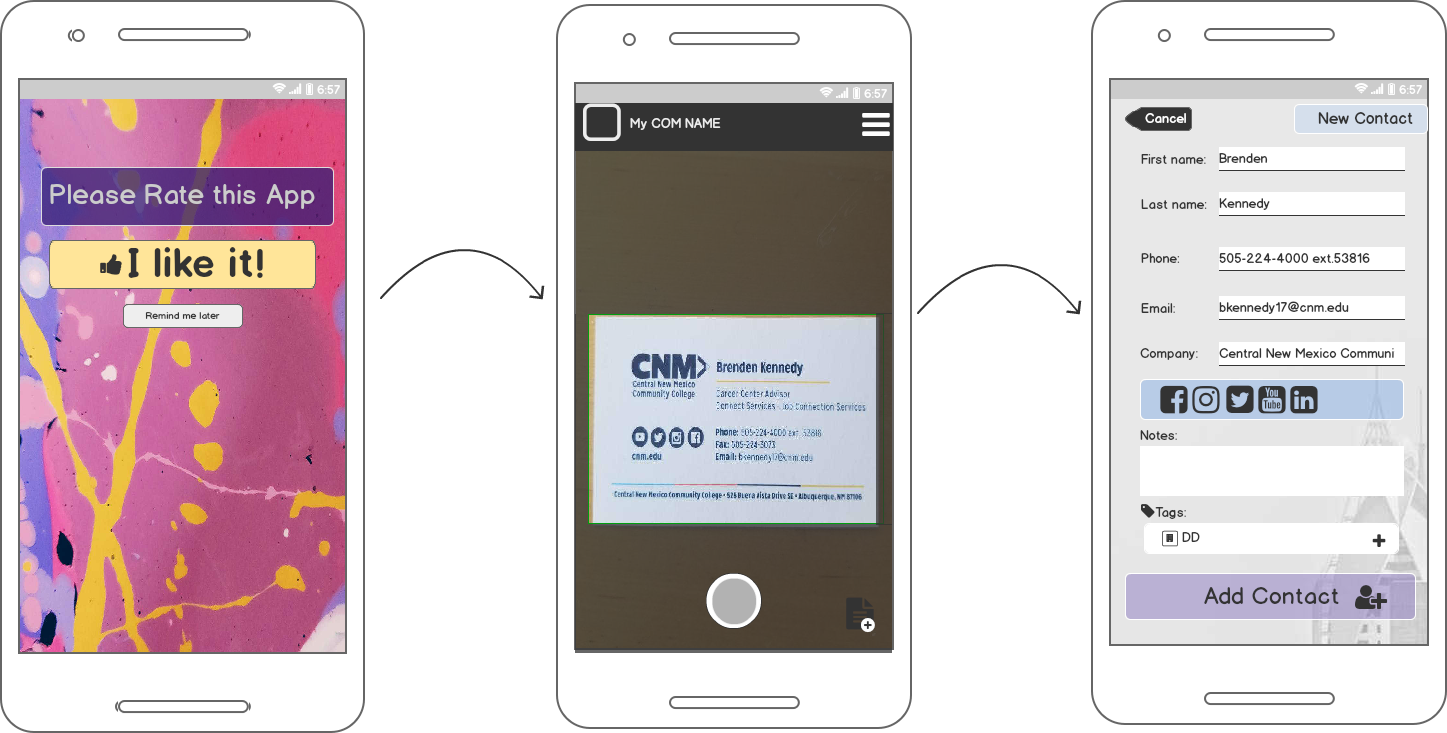 6:57
Please Rate this App
I like it!
Remind me later
6:57
My COM NAME
CNM
Central New Mexico
Community College
Brenden Kennedy
Career Center Advisor
Connect Services - Job Connection Services
Phone: 505-224-4000 ext. 53816
Fax: 505-224-3073
Email: bkennedy17@cnm.edu
cnm.edu
Central New Mexico Community College • 525 Buena Vista Drive SE • Albuquerque, NM 87106
6:57
Cancel
New Contact
First name: Brenden
Last name: Kennedy
Phone: 505-224-4000 ext.53816
Email: bkennedy17@cnm.edu
Company: Central New Mexico Communi
You
Tube
in
Notes:
Tags:
DD
Add Contact